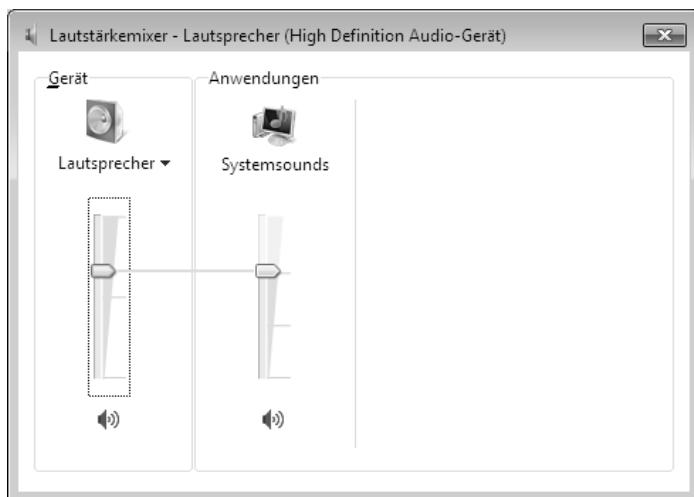 Lautstärkemixer - Lautsprecher (High Definition Audio-Gerät)
Gerät
Anwendungen
Lautsprecher
Systemsounds